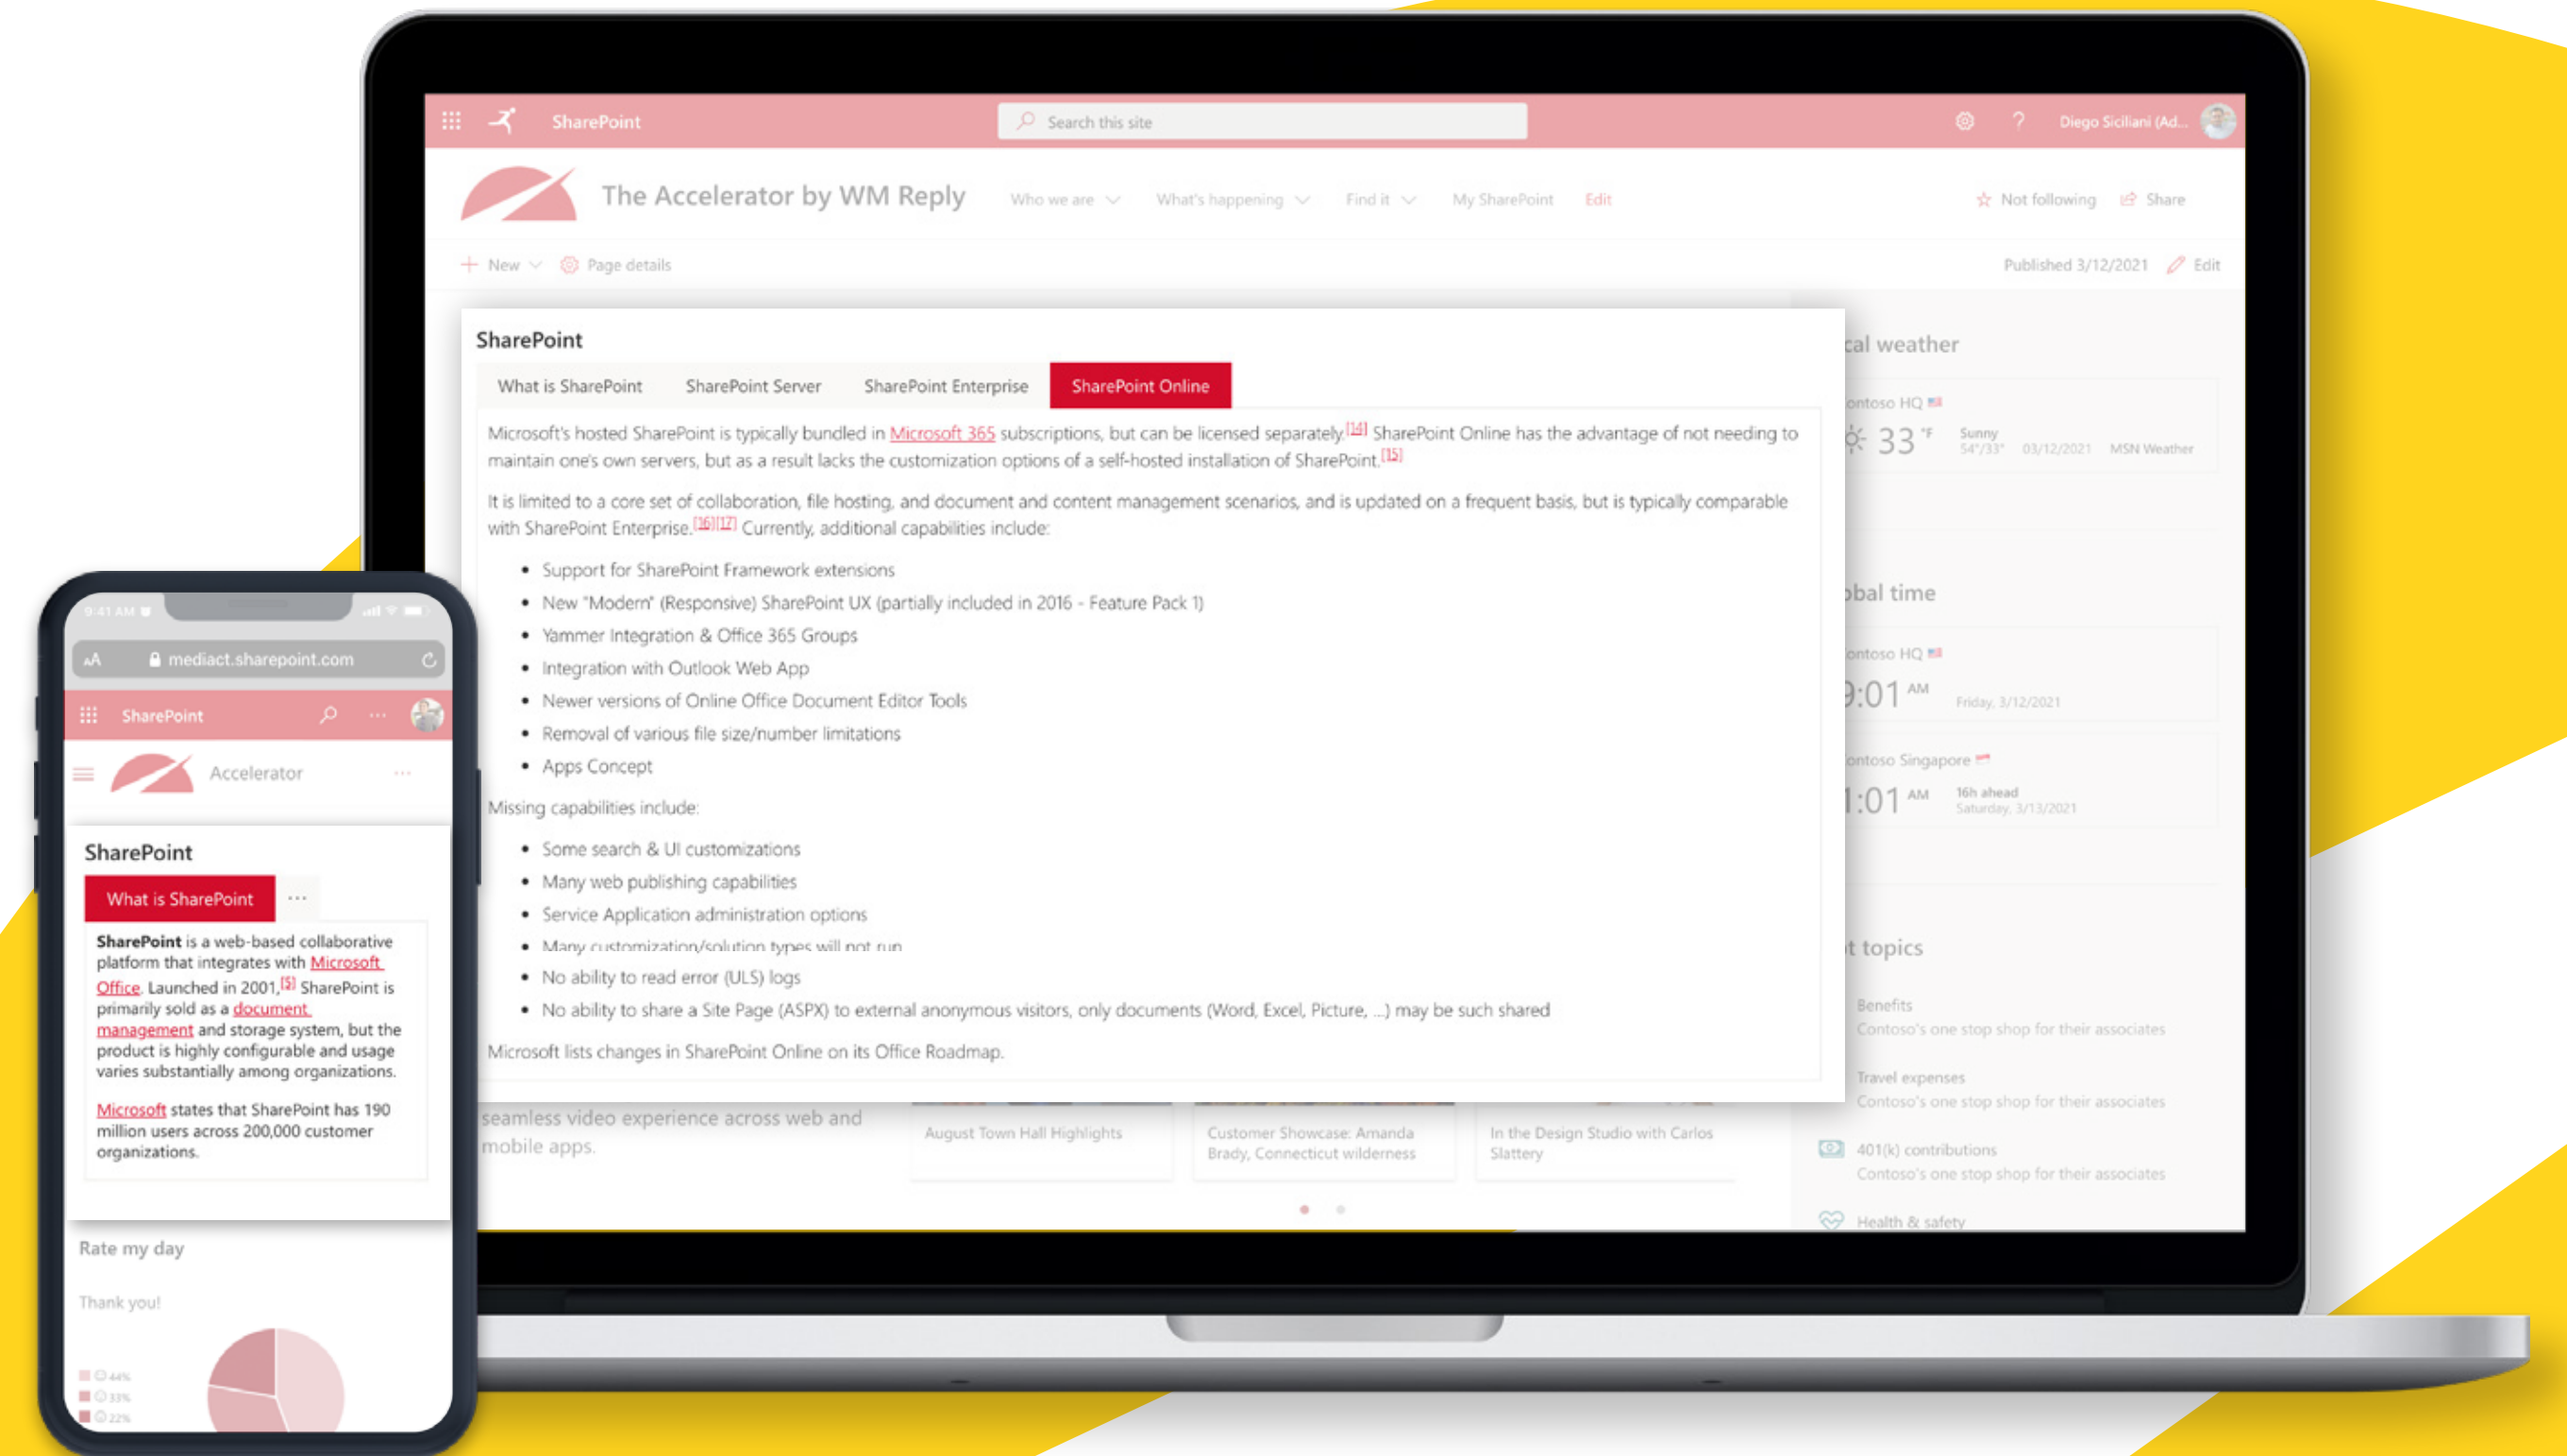 SharePoint
Search this site
?
Diego Siciliani (Ad...
The Accelerator by WM Reply
Who we are
What's happening
Find it
My SharePoint
Edit
Not following
Share
New
Page details
Published 3/12/2021
Edit
SharePoint
What is SharePoint
SharePoint Server
SharePoint Enterprise
SharePoint Online
Microsoft's hosted SharePoint is typically bundled in Microsoft 365 subscriptions, but can be licensed separately.[14] SharePoint Online has the advantage of not needing to
maintain one's own servers, but as a result lacks the customization options of a self-hosted installation of SharePoint.[15]
It is limited to a core set of collaboration, file hosting, and document and content management scenarios, and is updated on a frequent basis, but is typically comparable
with SharePoint Enterprise.[16][17] Currently, additional capabilities include:
• Support for SharePoint Framework extensions
• New "Modern" (Responsive) SharePoint UX (partially included in 2016 - Feature Pack 1)
• Yammer Integration & Office 365 Groups
• Integration with Outlook Web App
• Newer versions of Online Office Document Editor Tools
• Removal of various file size/number limitations
• Apps Concept
Missing capabilities include:
• Some search & UI customizations
• Many web publishing capabilities
• Service Application administration options
• Many customization/solution types will not run
• No ability to read error (ULS) logs
• No ability to share a Site Page (ASPX) to external anonymous visitors, only documents (Word, Excel, Picture, ...) may be such shared
Microsoft lists changes in SharePoint Online on its Office Roadmap.
seamless video experience across web and
mobile apps.
August Town Hall Highlights
Customer Showcase: Amanda
Brady, Connecticut wilderness
In the Design Studio with Carlos
Slattery
cal weather
ontoso HQ
33 °F
Sunny
54°/33°
03/12/2021
MSN Weather
obal time
ontoso HQ
9:01 AM
Friday, 3/12/2021
ontoso Singapore
1:01 AM
16h ahead
Saturday, 3/13/2021
t topics
Benefits
Contoso's one stop shop for their associates
Travel expenses
Contoso's one stop shop for their associates
401(k) contributions
Contoso's one stop shop for their associates
Health & safety
9:41 AM
AA
mediact.sharepoint.com
SharePoint
...
Accelerator
...
SharePoint
What is SharePoint
...
SharePoint is a web-based collaborative
platform that integrates with Microsoft
Office. Launched in 2001,[5] SharePoint is
primarily sold as a document
management and storage system, but the
product is highly configurable and usage
varies substantially among organizations.
Microsoft states that SharePoint has 190
million users across 200,000 customer
organizations.
Rate my day
Thank you!
44%
33%
22%